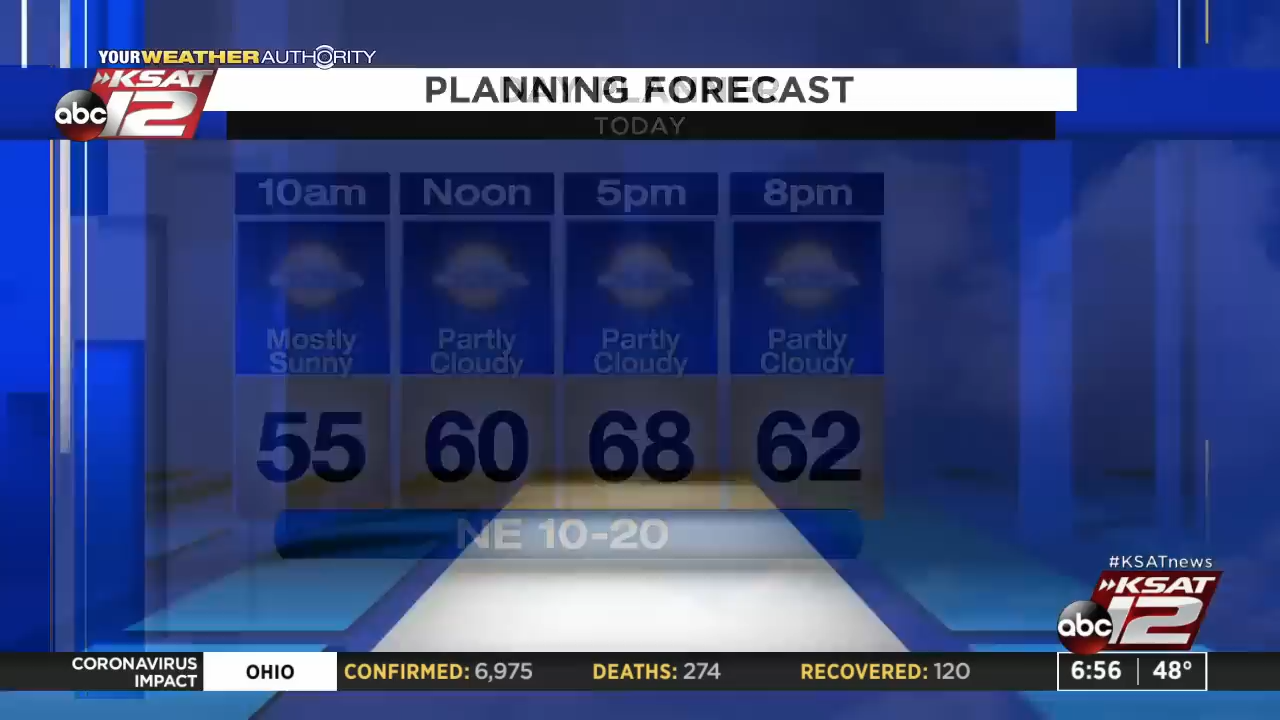 YOURWEATHERAUTHORITY
KSAT
abc 12
PLANNING FORECAST
DAY PLANNER
TODAY
10am Noon 5pm 8pm
Mostly Sunny
Partly Cloudy
Partly Cloudy
Partly Cloudy
55 60 68 62
NE 10-20
#KSATnews
KSAT
abc 12
CORONAVIRUS IMPACT
OHIO CONFIRMED: 6,975 DEATHS: 274 RECOVERED: 120
6:56 48°